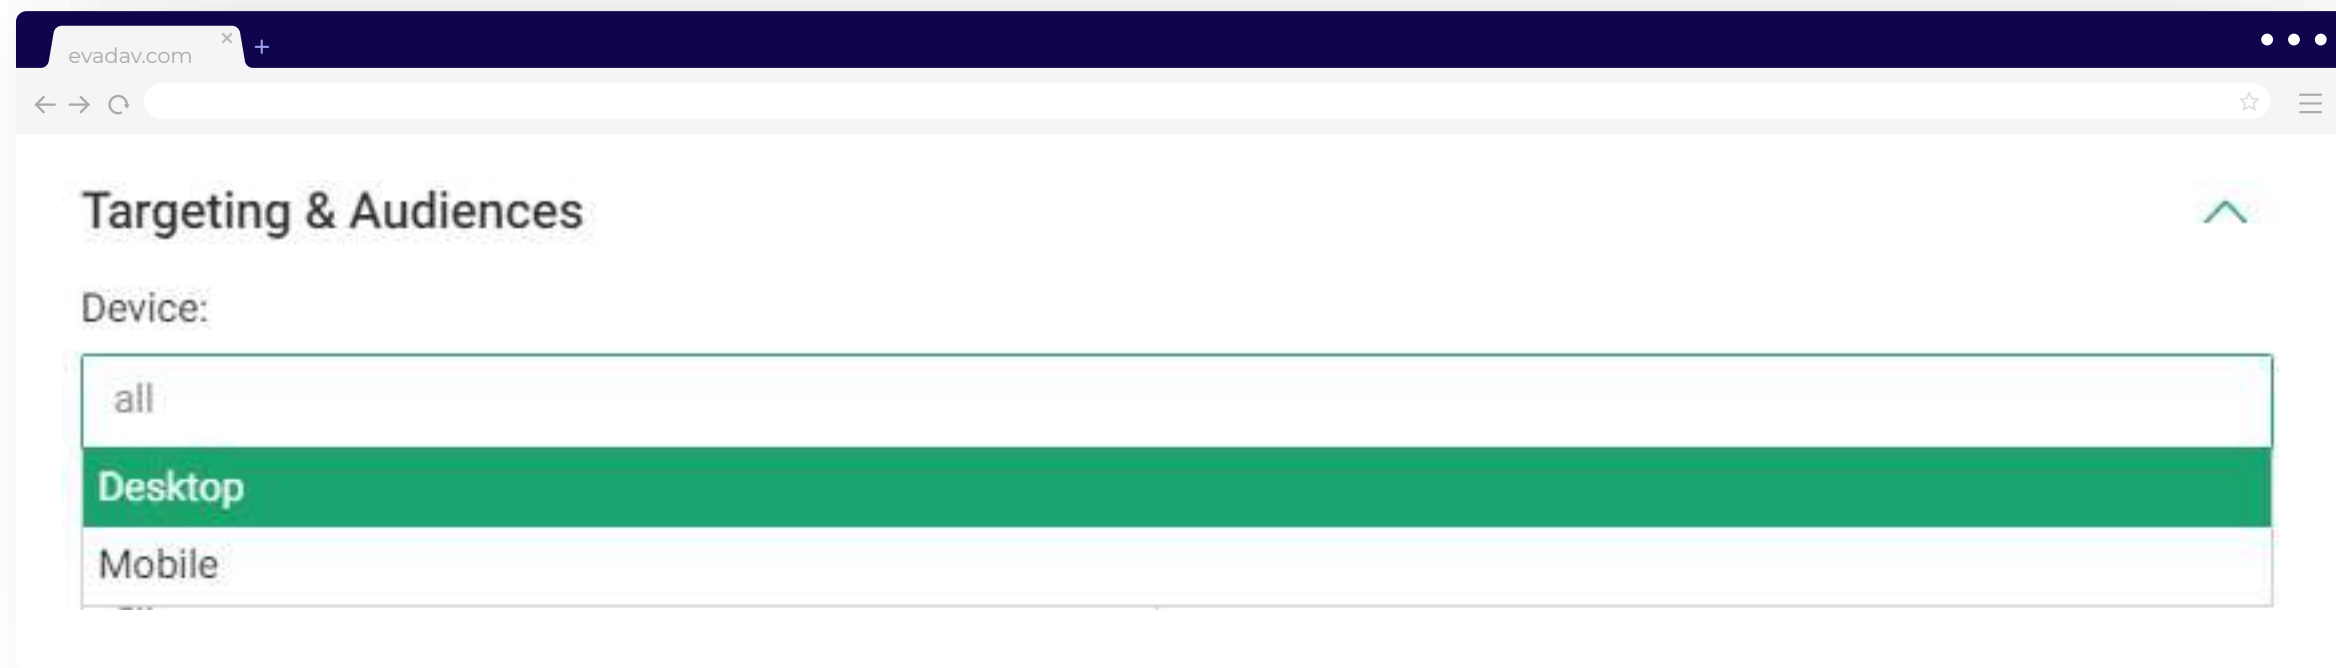 evadav.com
Targeting & Audiences
Device:
all
Desktop
Mobile